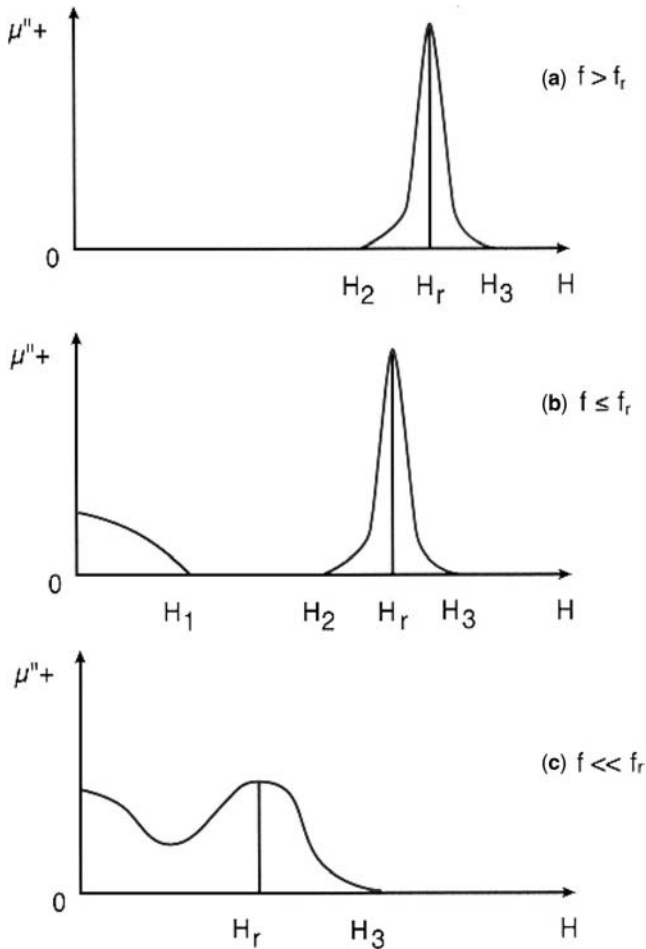 μ"+
(a) f > fᵣ
0
H₂ Hᵣ H₃ H
μ"+
(b) f ≤ fᵣ
0
H₁ H₂ Hᵣ H₃ H
μ"+
(c) f << fᵣ
0
Hᵣ H₃ H